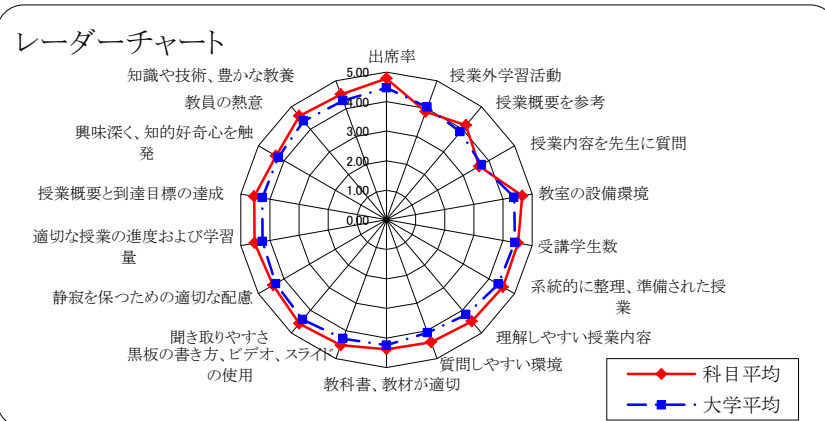 レーダーチャート
出席率
授業外学習活動
授業概要を参考
授業内容を先生に質問
教室の設備環境
受講学生数
系統的に整理、準備された授
業
理解しやすい授業内容
質問しやすい環境
教科書、教材が適切
黒板の書き方、ビデオ、スライド
の使用
聞き取りやすさ
静寂を保つための適切な配慮
適切な授業の進度および学習
量
授業概要と到達目標の達成
興味深く、知的好奇心を触
発
教員の熱意
知識や技術、豊かな教養
5.00
4.00
3.00
2.00
1.00
0.00
科目平均
大学平均